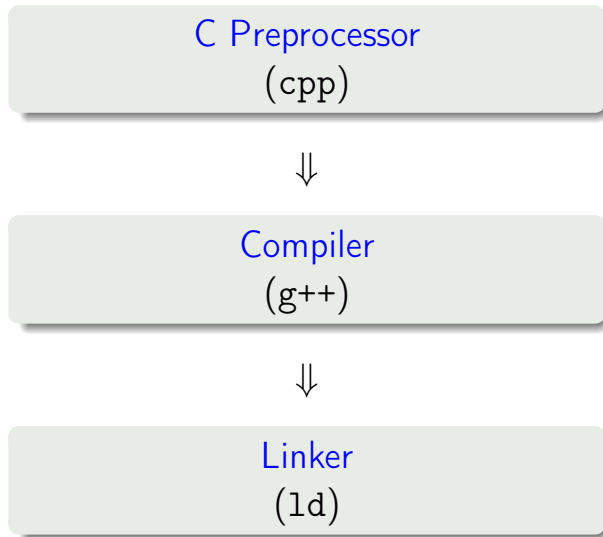 C Preprocessor
(cpp)
⇓
Compiler
(g++)
⇓
Linker
(ld)